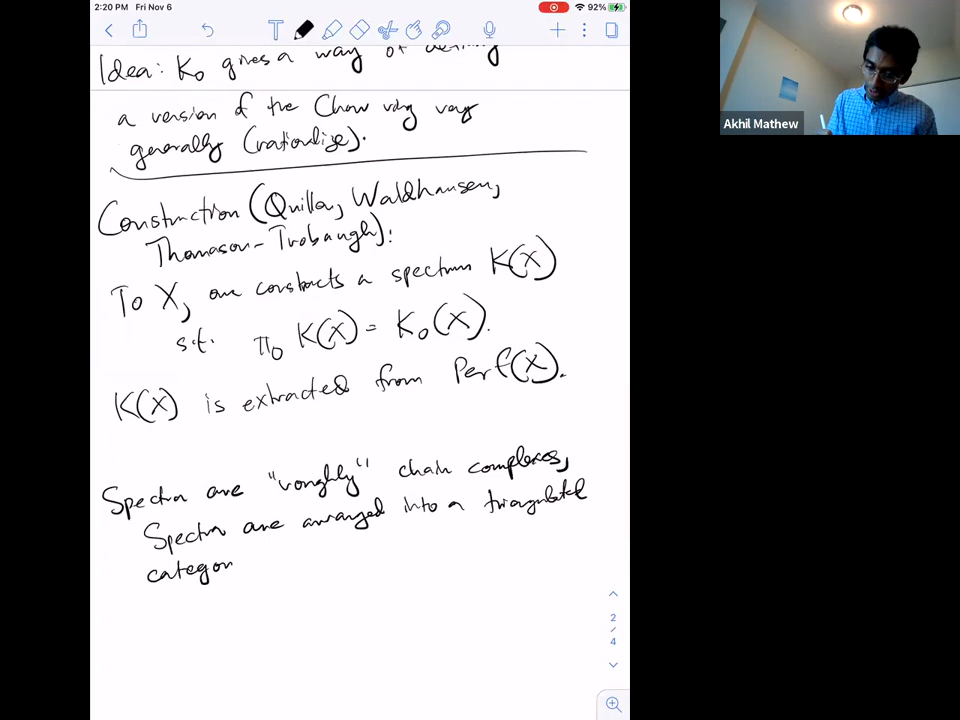 2:20 PM Fri Nov 6
92%
Idea: K0 gives a way of
a version of the Chow ring very
generally (rationalize).
Construction (Quillen, Waldhausen,
Thomason-Trobaugh):
To X, one constructs a spectrum K(X)
s.t. π0 K(X) = K0(X).
K(X) is extracted from Perf(X).
Spectra are "roughly" chain complexes,
Spectra are arranged into a triangulated
categor
Akhil Mathew
2
/
4